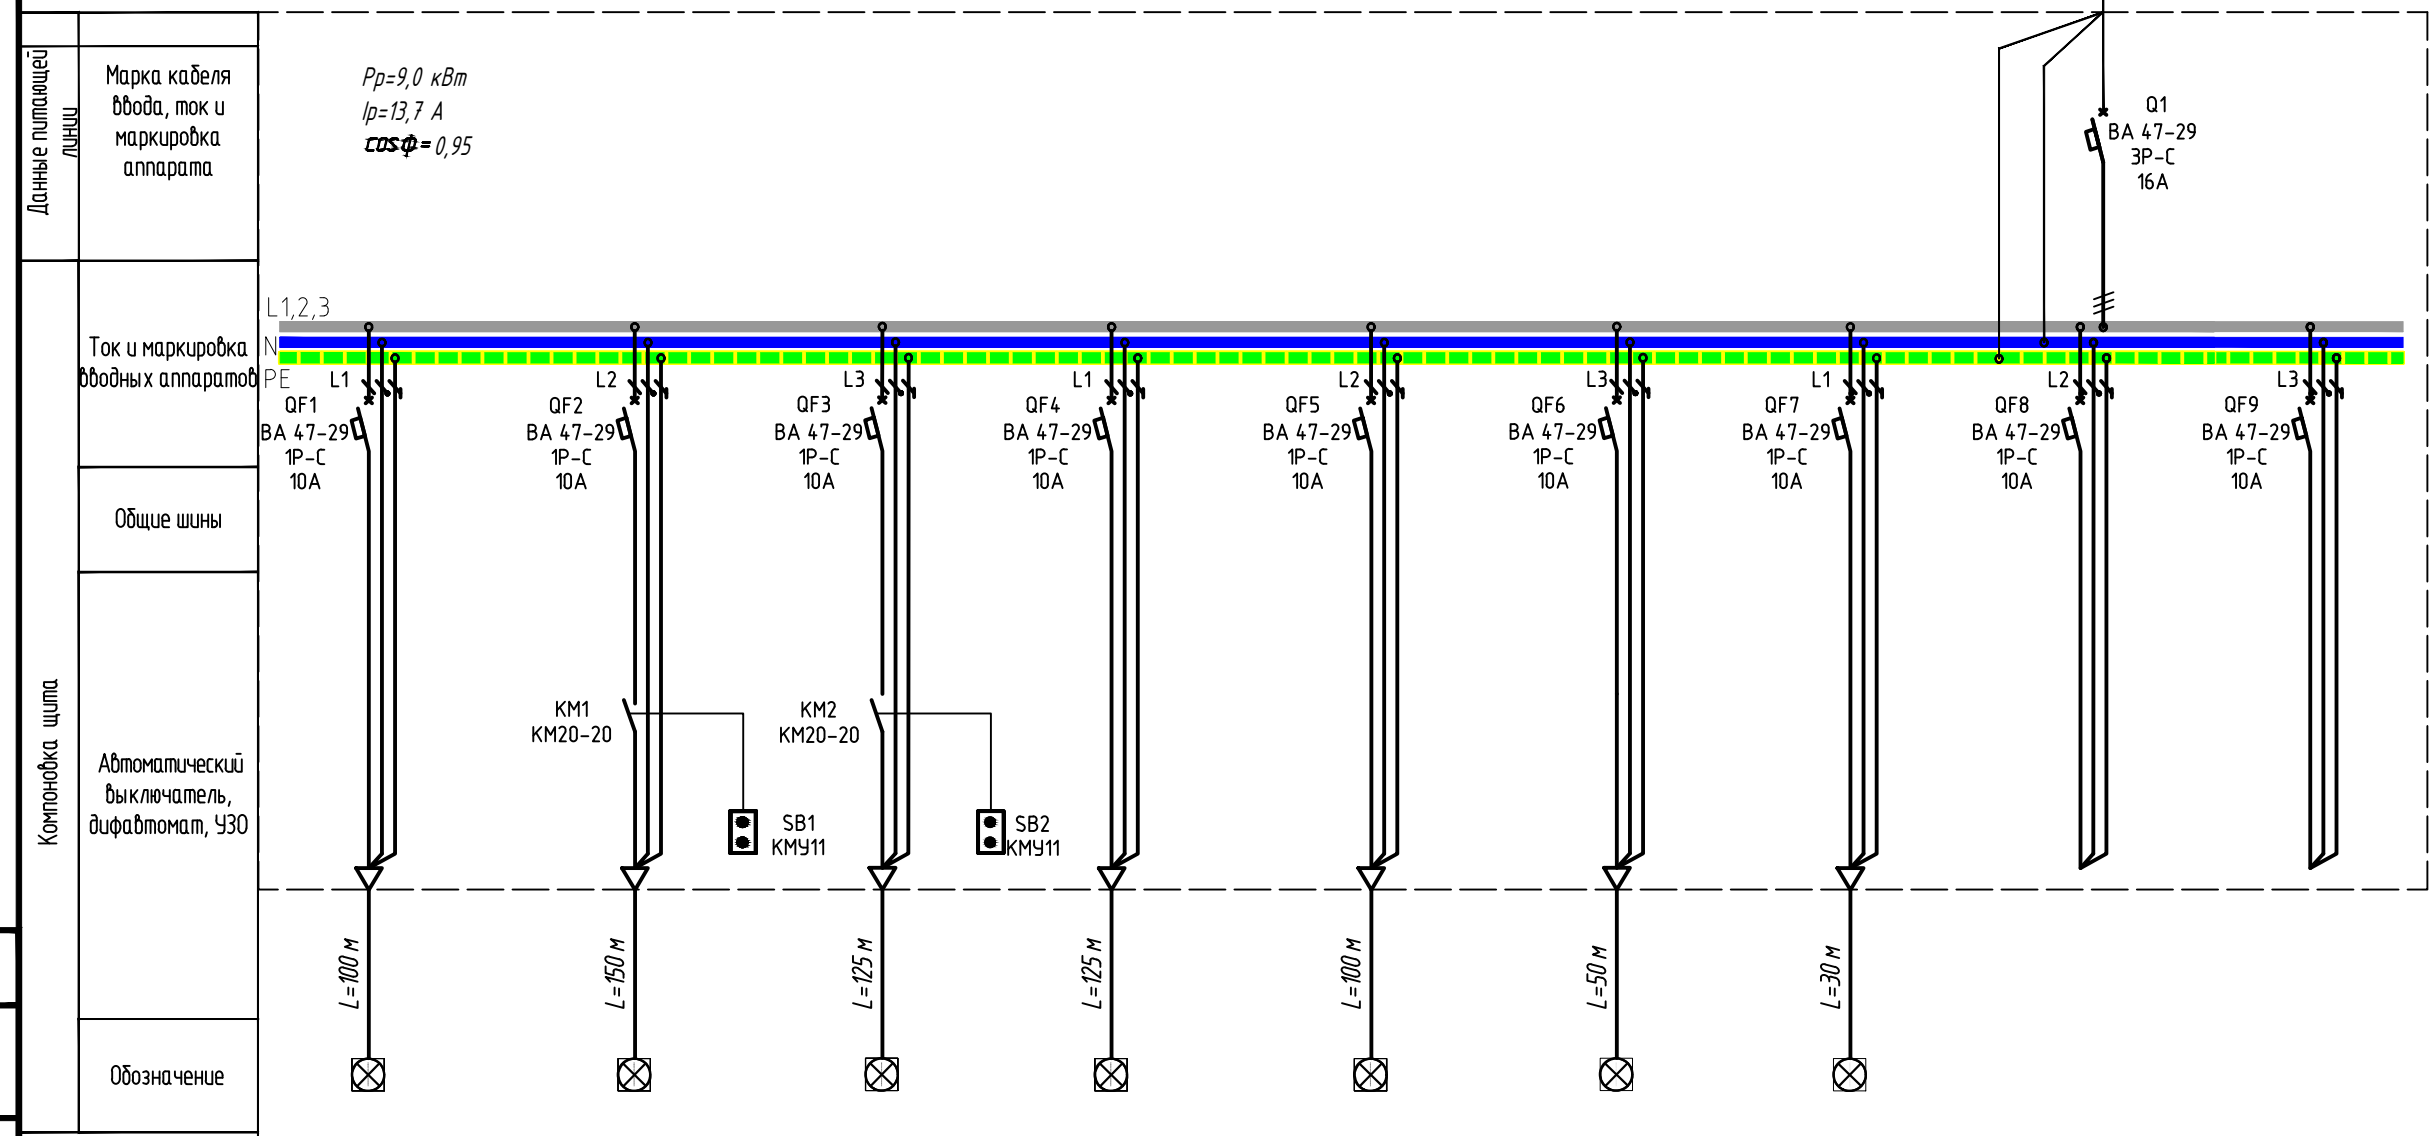 Данные питающей
линии
Марка кабеля
ввода, ток и
маркировка
аппарата
Pр=9,0 кВт
Iр=13,7 А
cosφ=0,95
Q1
ВА 47-29
3Р-С
16А
Компоновка щита
Ток и маркировка
вводных аппаратов
Общие шины
Автоматический
выключатель,
дифавтомат, УЗО
Обозначение
L1,2,3
N
PE
L1
QF1
ВА 47-29
1Р-С
10А
L2
QF2
ВА 47-29
1Р-С
10А
L3
QF3
ВА 47-29
1Р-С
10А
L1
QF4
ВА 47-29
1Р-С
10А
L2
QF5
ВА 47-29
1Р-С
10А
L3
QF6
ВА 47-29
1Р-С
10А
L1
QF7
ВА 47-29
1Р-С
10А
L2
QF8
ВА 47-29
1Р-С
10А
L3
QF9
ВА 47-29
1Р-С
10А
КМ1
КМ20-20
SB1
КМУ11
КМ2
КМ20-20
SB2
КМУ11
L=100 м
L=150 м
L=125 м
L=125 м
L=100 м
L=50 м
L=30 м